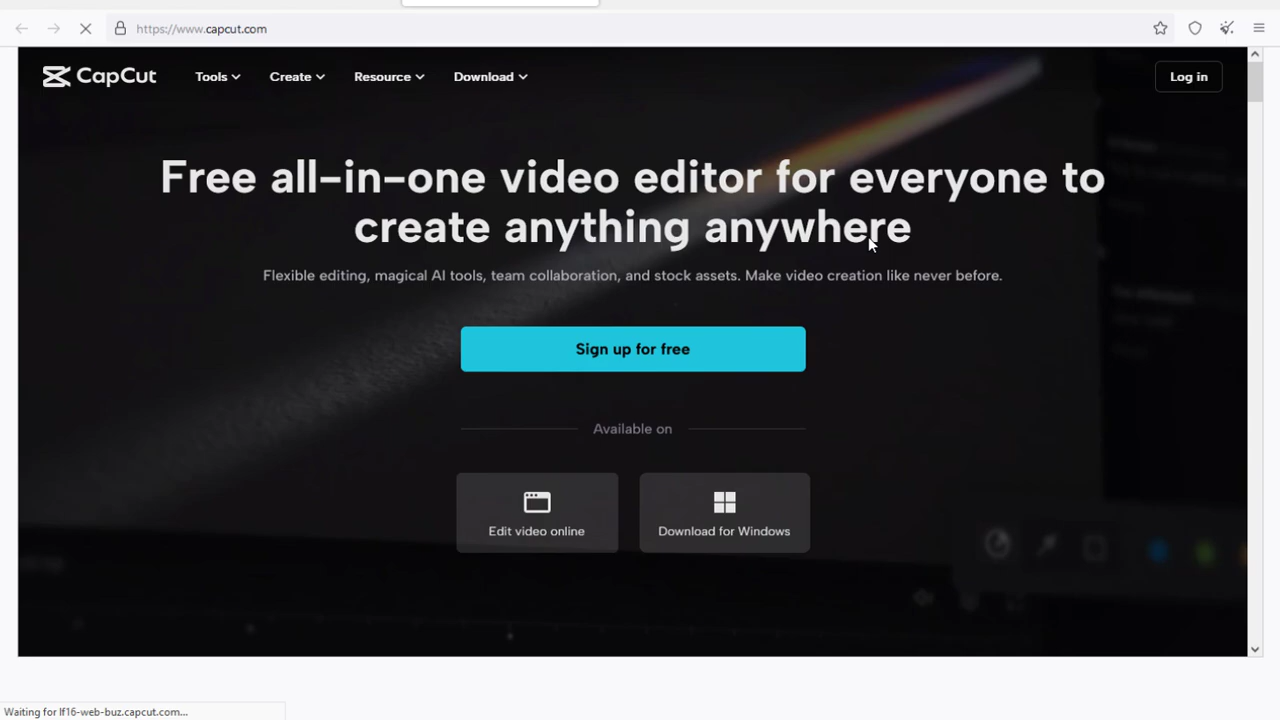 https://www.capcut.com
CapCut Tools Create Resource Download Log in
Free all-in-one video editor for everyone to
create anything anywhere
Flexible editing, magical AI tools, team collaboration, and stock assets. Make video creation like never before.
Sign up for free
Available on
Edit video online Download for Windows
Waiting for lf16-web-buz.capcut.com...